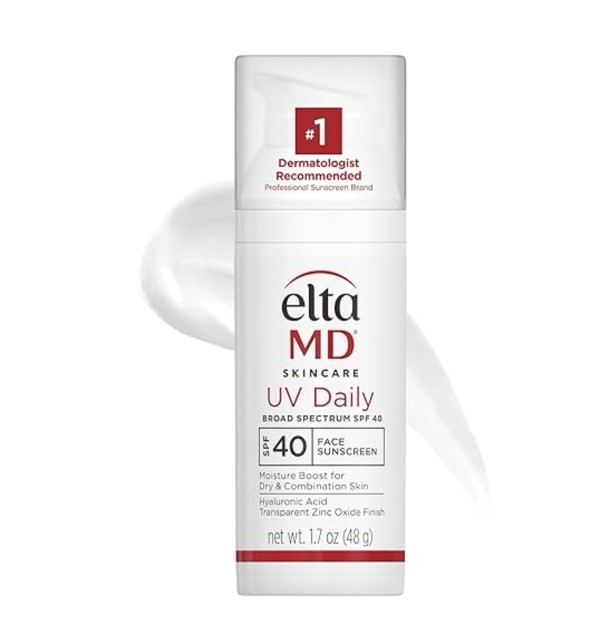 #1
Dermatologist
Recommended
Professional Sunscreen Brand
elta
MD®
SKINCARE
UV Daily
BROAD SPECTRUM SPF 40
SPF 40 FACE
SUNSCREEN
Moisture Boost for
Dry & Combination Skin
Hyaluronic Acid
Transparent Zinc Oxide Finish
net wt. 1.7 oz (48 g)